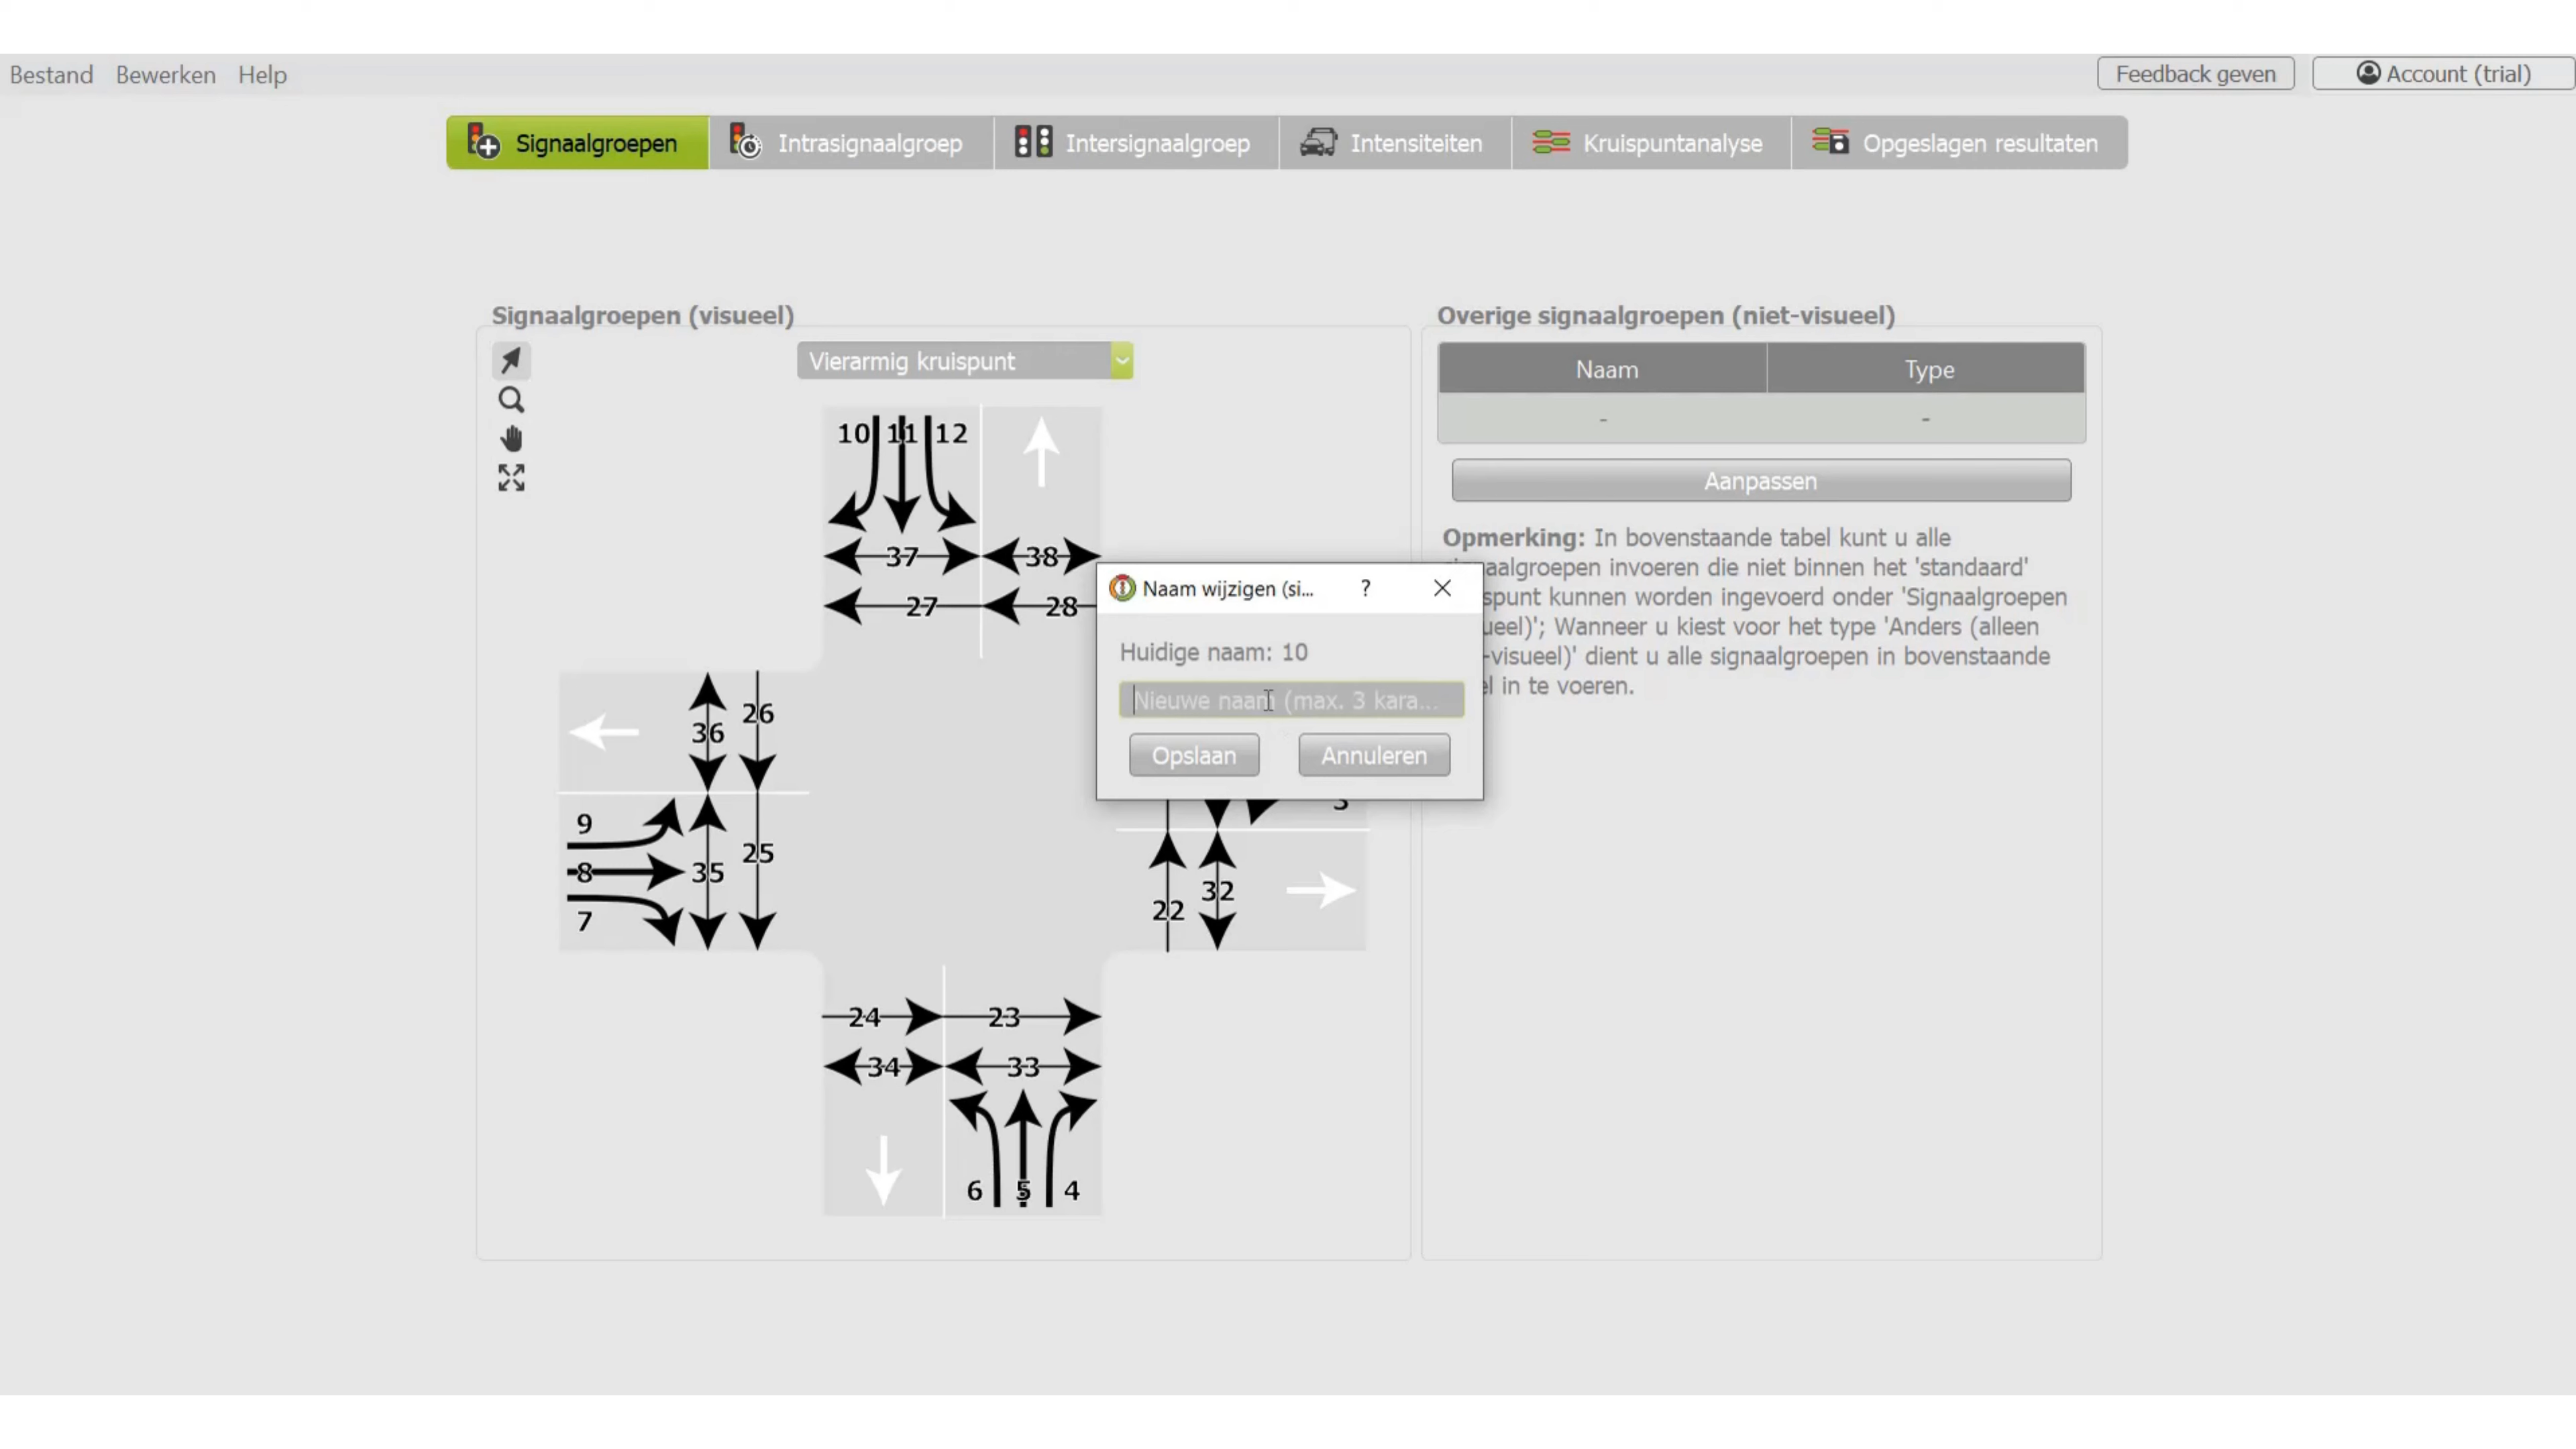 Bestand Bewerken Help
Feedback geven
Account (trial)
Signaalgroepen
Intrasignaalgroep
Intersignaalgroep
Intensiteiten
Kruispuntanalyse
Opgeslagen resultaten
Signaalgroepen (visueel)
Vierarmig kruispunt
10 11 12
37 38
27 28
26
36
9
25
8 35
7
3
32
22
24 23
34 33
6 5 4
Naam wijzigen (si...
?
Huidige naam: 10
Nieuwe naam (max. 3 kara...
Opslaan
Annuleren
Overige signaalgroepen (niet-visueel)
Naam Type
- -
Aanpassen
Opmerking: In bovenstaande tabel kunt u alle
naalgroepen invoeren die niet binnen het 'standaard'
spunt kunnen worden ingevoerd onder 'Signaalgroepen
ueel)'; Wanneer u kiest voor het type 'Anders (alleen
-visueel)' dient u alle signaalgroepen in bovenstaande
el in te voeren.